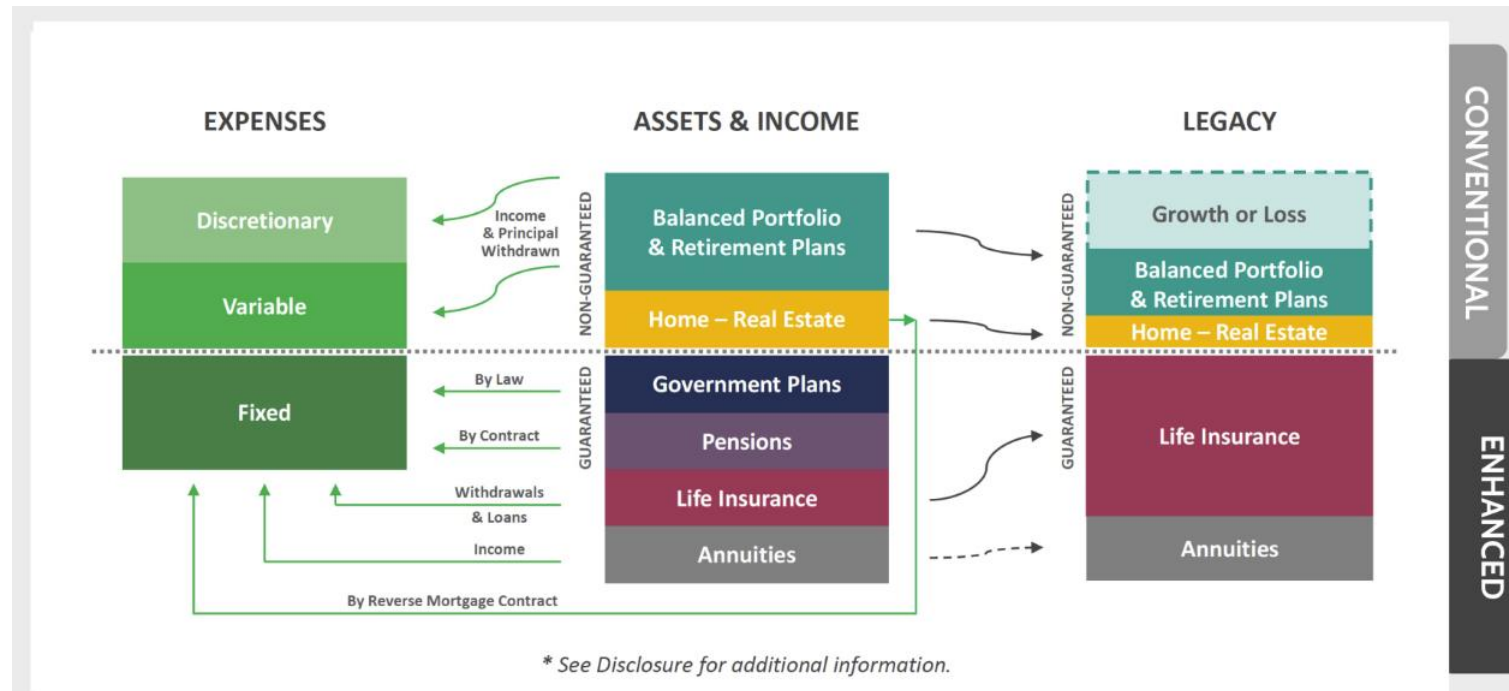 EXPENSES
ASSETS & INCOME
LEGACY
Discretionary
Variable
Fixed
Income
& Principal
Withdrawn
By Law
By Contract
Withdrawals
& Loans
Income
By Reverse Mortgage Contract
NON-GUARANTEED
GUARANTEED
Balanced Portfolio
& Retirement Plans
Home – Real Estate
Government Plans
Pensions
Life Insurance
Annuities
NON-GUARANTEED
GUARANTEED
Growth or Loss
Balanced Portfolio
& Retirement Plans
Home – Real Estate
Life Insurance
Annuities
CONVENTIONAL
ENHANCED
* See Disclosure for additional information.